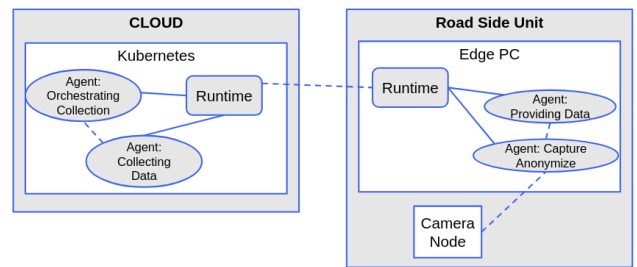 CLOUD
Kubernetes
Agent:
Orchestrating
Collection
Runtime
Agent:
Collecting
Data
Road Side Unit
Edge PC
Runtime
Agent:
Providing Data
Agent: Capture
Anonymize
Camera
Node